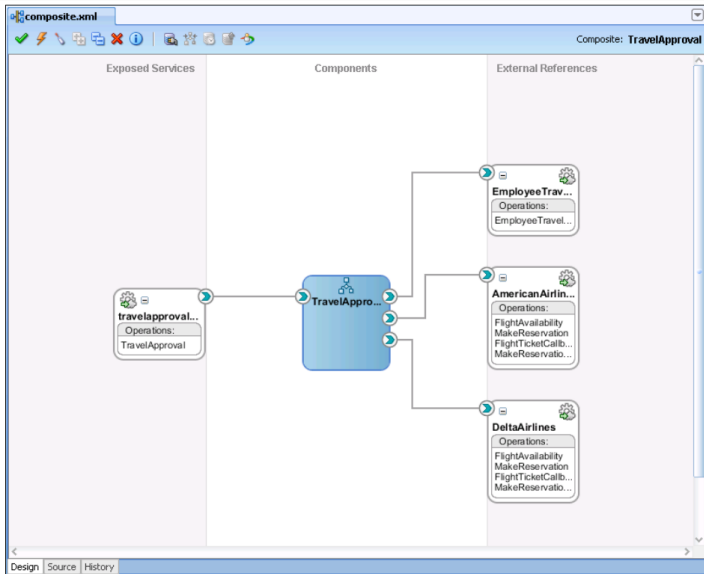 composite.xml
Composite: TravelApproval
Exposed Services
Components
External References
EmployeeTrav...
Operations:
EmployeeTravel...
travelapproval...
Operations:
TravelApproval
TravelAppro...
AmericanAirlin...
Operations:
FlightAvailability
MakeReservation
FlightTicketCallb...
MakeReservatio...
DeltaAirlines
Operations:
FlightAvailability
MakeReservation
FlightTicketCallb...
MakeReservatio...
Design Source History